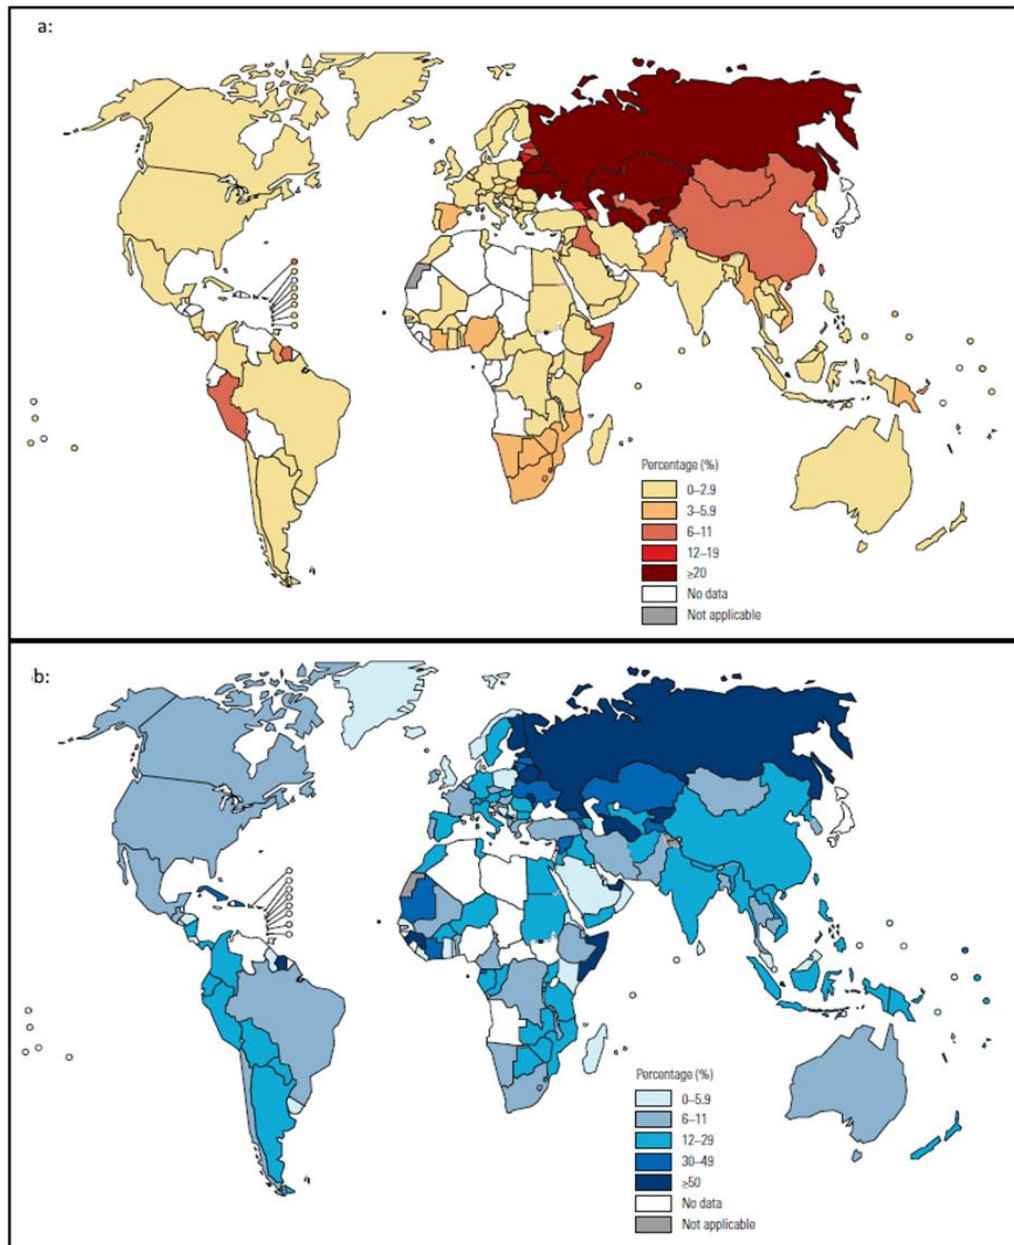 a:
Percentage (%)
0–2.9
3–5.9
6–11
12–19
≥20
No data
Not applicable
b:
Percentage (%)
0–5.9
6–11
12–29
30–49
≥50
No data
Not applicable